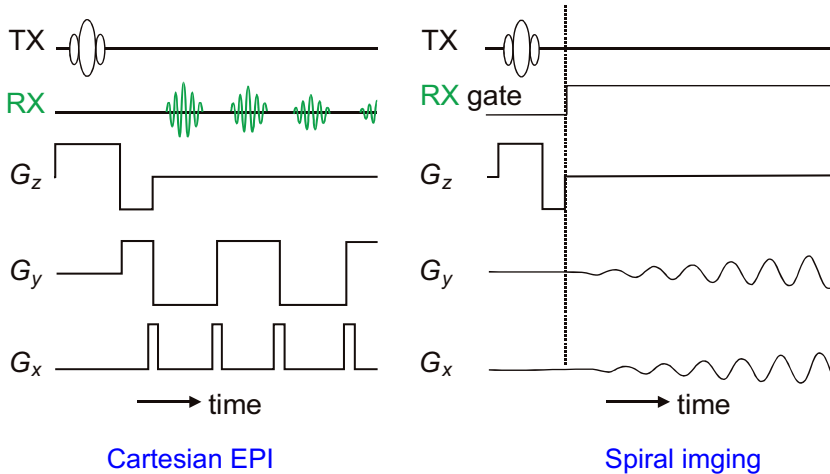 TX
RX
Gz
Gy
Gx
time
Cartesian EPI
TX
RX gate
Gz
Gy
Gx
time
Spiral imging